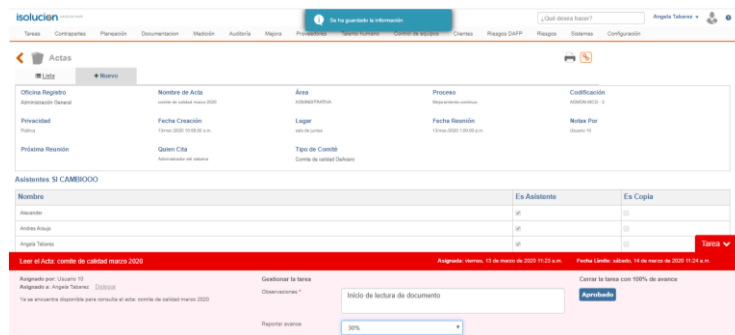 isolucion
Se ha guardado la información
¿Qué desea hacer?
Angela Tabarez
Tareas Contrapartes Planeación Documentacion Medición Auditoría Mejora Proveedores Talento Humano Control de equipos Clientes Riesgos DAFP Riesgos Sistemas Configuración
Actas
Lista + Nuevo
Oficina Registro Nombre de Acta Área Proceso Codificación
Administración General comite de calidad marzo 2020 ADMINISTRATIVA Mejoramiento continuo
Privacidad Fecha Creación Lugar Fecha Reunión Notas Por
Pública 13/mar/2020 sala de juntas 13/mar/2020 1:00:00 p.m. Usuario 10
Próxima Reunión Quien Cita Tipo de Comité
Administrador del sistema Comite de calidad
Asistentes SI CAMBIOOO
Nombre Es Asistente Es Copia
Alexander
Andrea Araujo
Angela Tabarez
Tarea
Leer el Acta: comite de calidad marzo 2020 Asignada: viernes, 13 de marzo de 2020 11:23 a.m. Fecha Límite: sábado, 14 de marzo de 2020 11:24 a.m.
Asignado por: Usuario 10 Gestionar la tarea Cerrar la tarea con 100% de avance
Asignado a: Angela Tabarez Delegar
Observaciones * Inicio de lectura de documento Aprobado
Ya se encuentra disponible para consulta el acta: comite de calidad marzo 2020
Reportar avance 30%